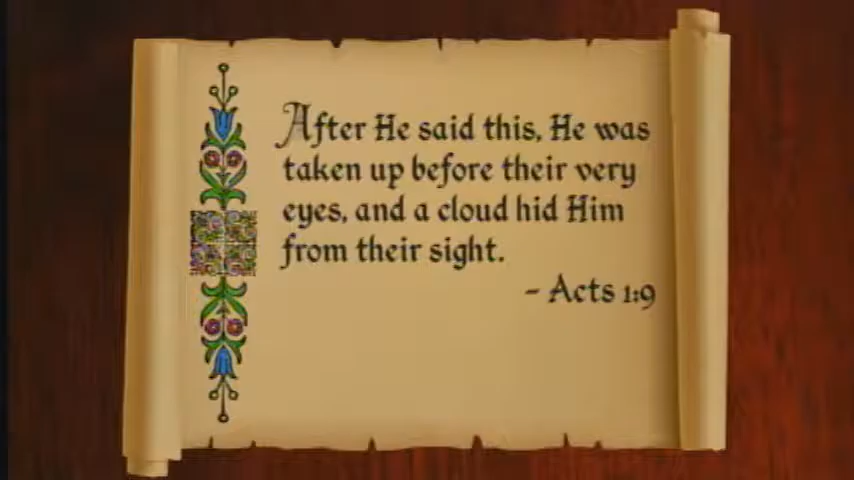 After He said this, He was
taken up before their very
eyes, and a cloud hid Him
from their sight.
- Acts 1:9